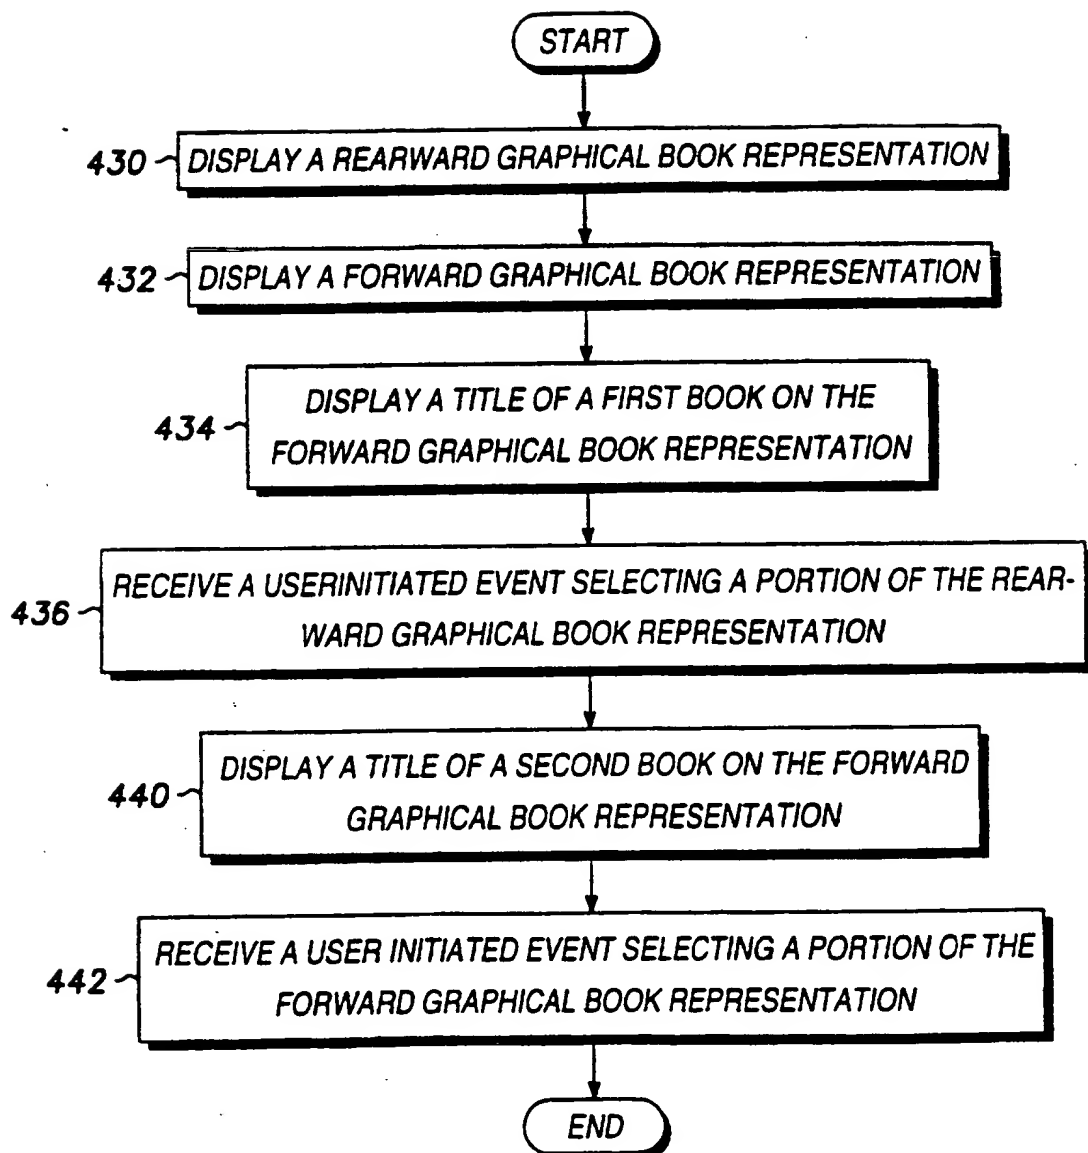 START
430 DISPLAY A REARWARD GRAPHICAL BOOK REPRESENTATION
432 DISPLAY A FORWARD GRAPHICAL BOOK REPRESENTATION
DISPLAY A TITLE OF A FIRST BOOK ON THE
434
FORWARD GRAPHICAL BOOK REPRESENTATION
RECEIVE A USERINITIATED EVENT SELECTING A PORTION OF THE REAR-
436
WARD GRAPHICAL BOOK REPRESENTATION
DISPLAY A TITLE OF A SECOND BOOK ON THE FORWARD
440
GRAPHICAL BOOK REPRESENTATION
RECEIVE A USER INITIATED EVENT SELECTING A PORTION OF THE
442
FORWARD GRAPHICAL BOOK REPRESENTATION
END